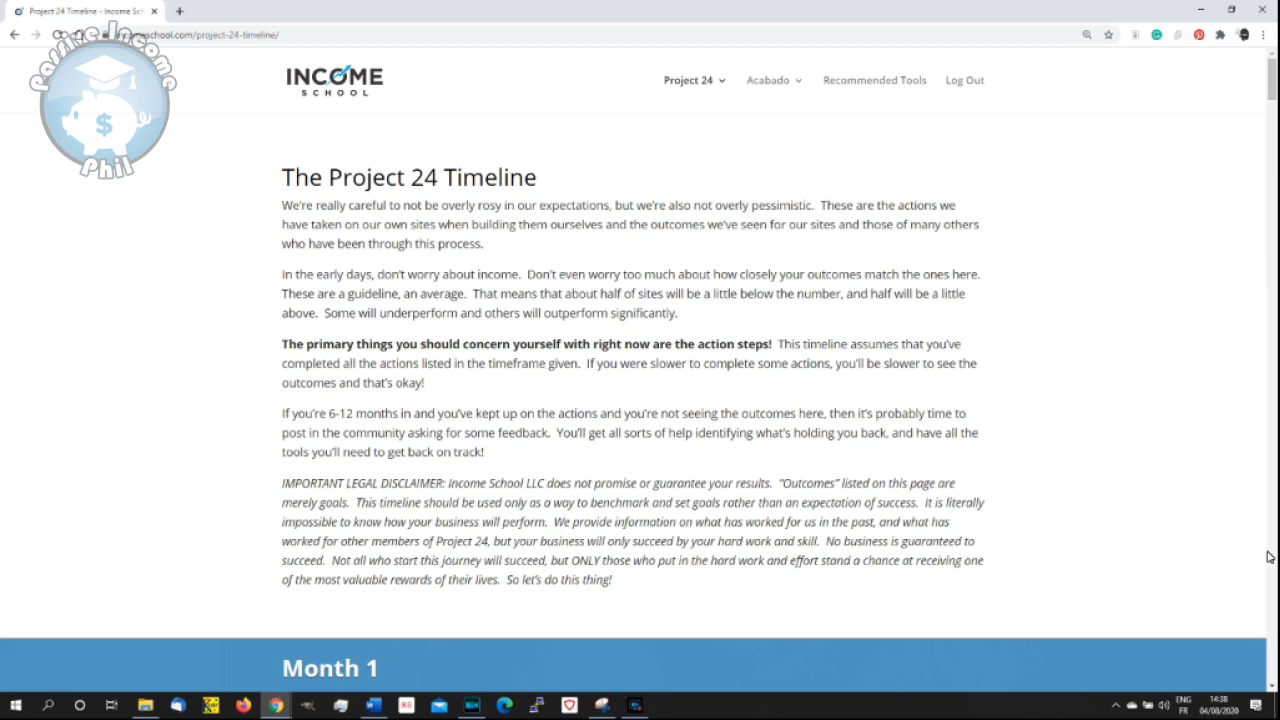 Project 24 Timeline - Income Sch
incomeschool.com/project-24-timeline/
Passive Income
$
Phil
INCOME
SCHOOL
Project 24
Acabado
Recommended Tools
Log Out
The Project 24 Timeline
We're really careful to not be overly rosy in our expectations, but we're also not overly pessimistic. These are the actions we
have taken on our own sites when building them ourselves and the outcomes we've seen for our sites and those of many others
who have been through this process.
In the early days, don't worry about income. Don't even worry too much about how closely your outcomes match the ones here.
These are a guideline, an average. That means that about half of sites will be a little below the number, and half will be a little
above. Some will underperform and others will outperform significantly.
The primary things you should concern yourself with right now are the action steps! This timeline assumes that you've
completed all the actions listed in the timeframe given. If you were slower to complete some actions, you'll be slower to see the
outcomes and that's okay!
If you're 6-12 months in and you've kept up on the actions and you're not seeing the outcomes here, then it's probably time to
post in the community asking for some feedback. You'll get all sorts of help identifying what's holding you back, and have all the
tools you'll need to get back on track!
IMPORTANT LEGAL DISCLAIMER: Income School LLC does not promise or guarantee your results. "Outcomes" listed on this page are
merely goals. This timeline should be used only as a way to benchmark and set goals rather than an expectation of success. It is literally
impossible to know how your business will perform. We provide information on what has worked for us in the past, and what has
worked for other members of Project 24, but your business will only succeed by your hard work and skill. No business is guaranteed to
succeed. Not all who start this journey will succeed, but ONLY those who put in the hard work and effort stand a chance at receiving one
of the most valuable rewards of their lives. So let's do this thing!
Month 1
ENG
FR
14:38
04/08/2020